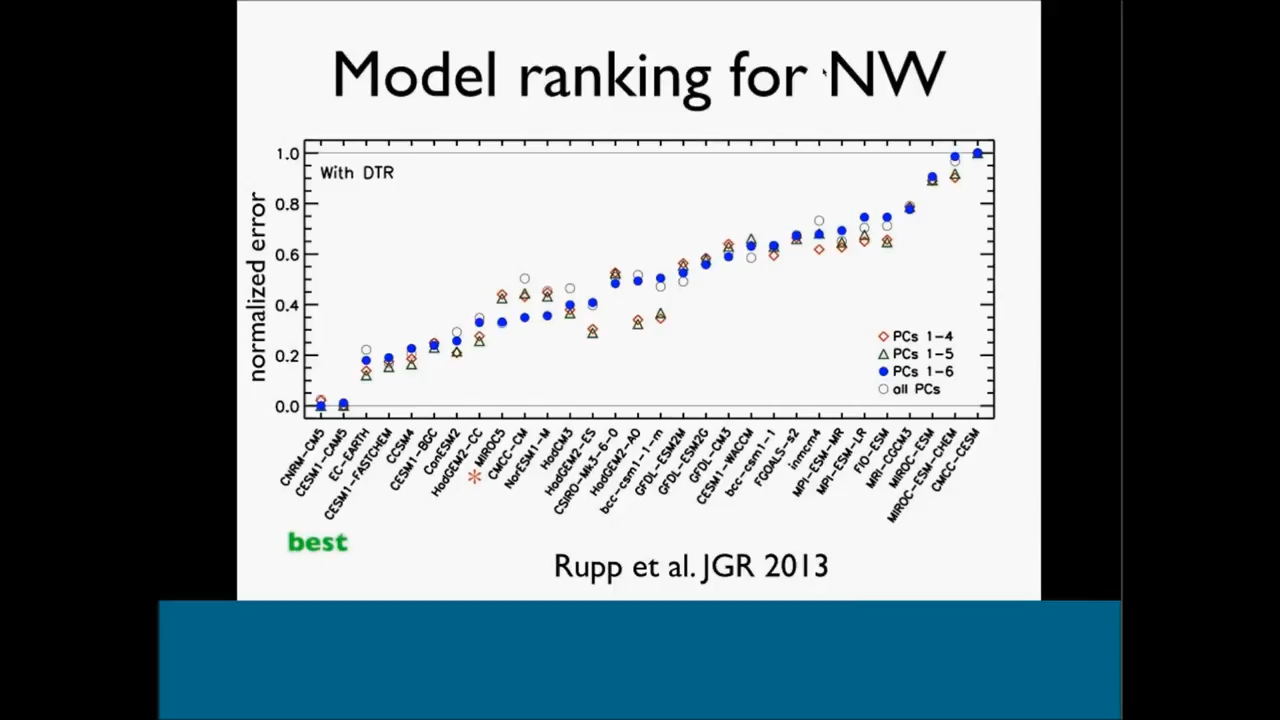 Model ranking for NW
1.0
With DTR
0.8
0.6
0.4
0.2
0.0
normalized error
PCs 1-4
PCs 1-5
PCs 1-6
all PCs
CNRM-CM5
CESM1-CAM5
EC-EARTH
CESM1-FASTCHEM
CCSM4
CESM1-BGC
CanESM2
HadGEM2-CC
MIROC5
CMCC-CM
NorESM1-M
HadCM3
HadGEM2-ES
CSIRO-Mk3-6-0
HadGEM2-AO
bcc-csm1-1-m
GFDL-ESM2M
GFDL-ESM2G
GFDL-CM3
CESM1-WACCM
bcc-csm1-1
FGOALS-s2
inmcm4
MPI-ESM-MR
MPI-ESM-LR
FIO-ESM
MRI-CGCM3
MIROC-ESM
MIROC-ESM-CHEM
CMCC-CESM
*
best
Rupp et al. JGR 2013